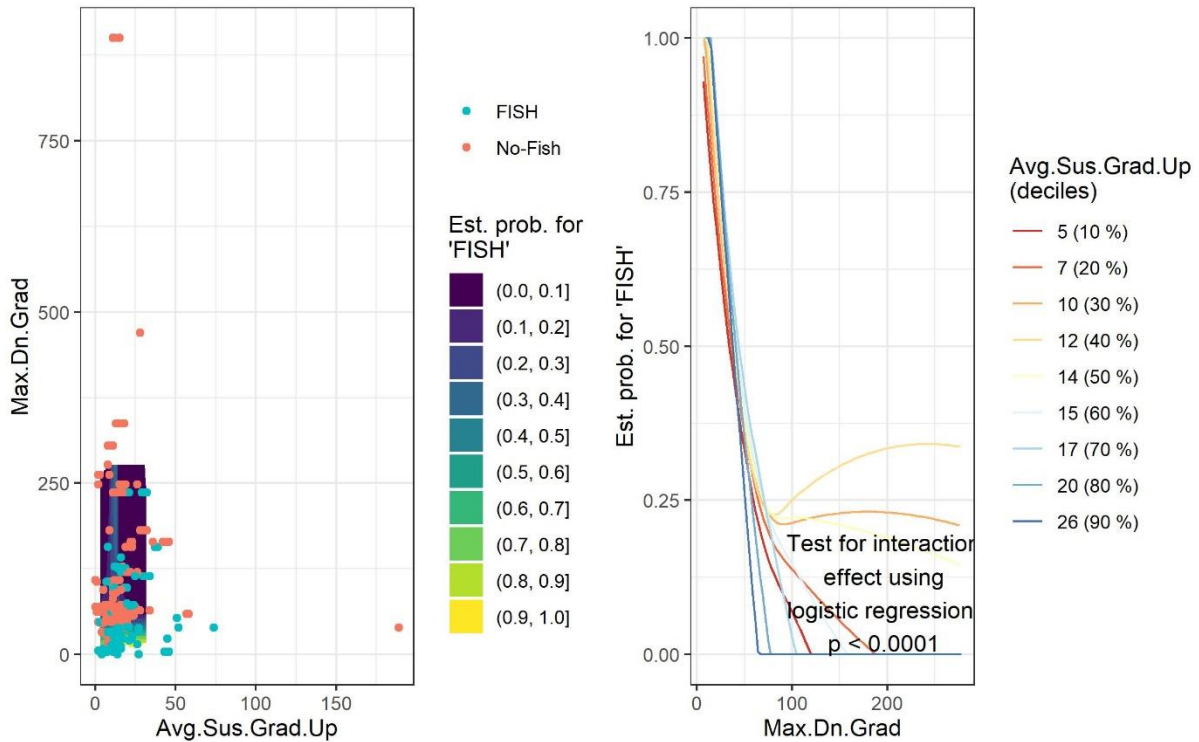 Max.Dn.Grad
750
500
250
0
0
50
100
150
Avg.Sus.Grad.Up
FISH
No-Fish
Est. prob. for
'FISH'
(0.0, 0.1]
(0.1, 0.2]
(0.2, 0.3]
(0.3, 0.4]
(0.4, 0.5]
(0.5, 0.6]
(0.6, 0.7]
(0.7, 0.8]
(0.8, 0.9]
(0.9, 1.0]
Est. prob. for 'FISH'
1.00
0.75
0.50
0.25
0.00
Test for interaction
effect using
logistic regression
p < 0.0001
0
100
200
Max.Dn.Grad
Avg.Sus.Grad.Up
(deciles)
5 (10 %)
7 (20 %)
10 (30 %)
12 (40 %)
14 (50 %)
15 (60 %)
17 (70 %)
20 (80 %)
26 (90 %)